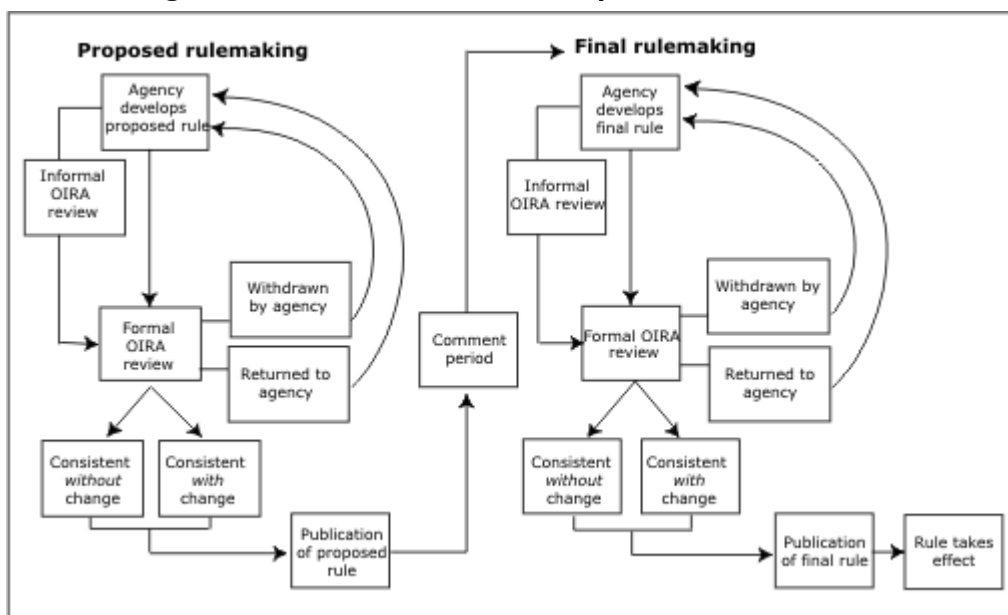 Proposed rulemaking
Agency
develops
proposed rule
Informal
OIRA
review
Formal
OIRA
review
Withdrawn
by agency
Returned to
agency
Consistent
without
change
Consistent
with
change
Publication
of proposed
rule
Comment
period
Final rulemaking
Agency
develops
final rule
Informal
OIRA review
Formal OIRA
review
Withdrawn by
agency
Returned to
agency
Consistent
without
change
Consistent
with
change
Publication
of final rule
Rule takes
effect